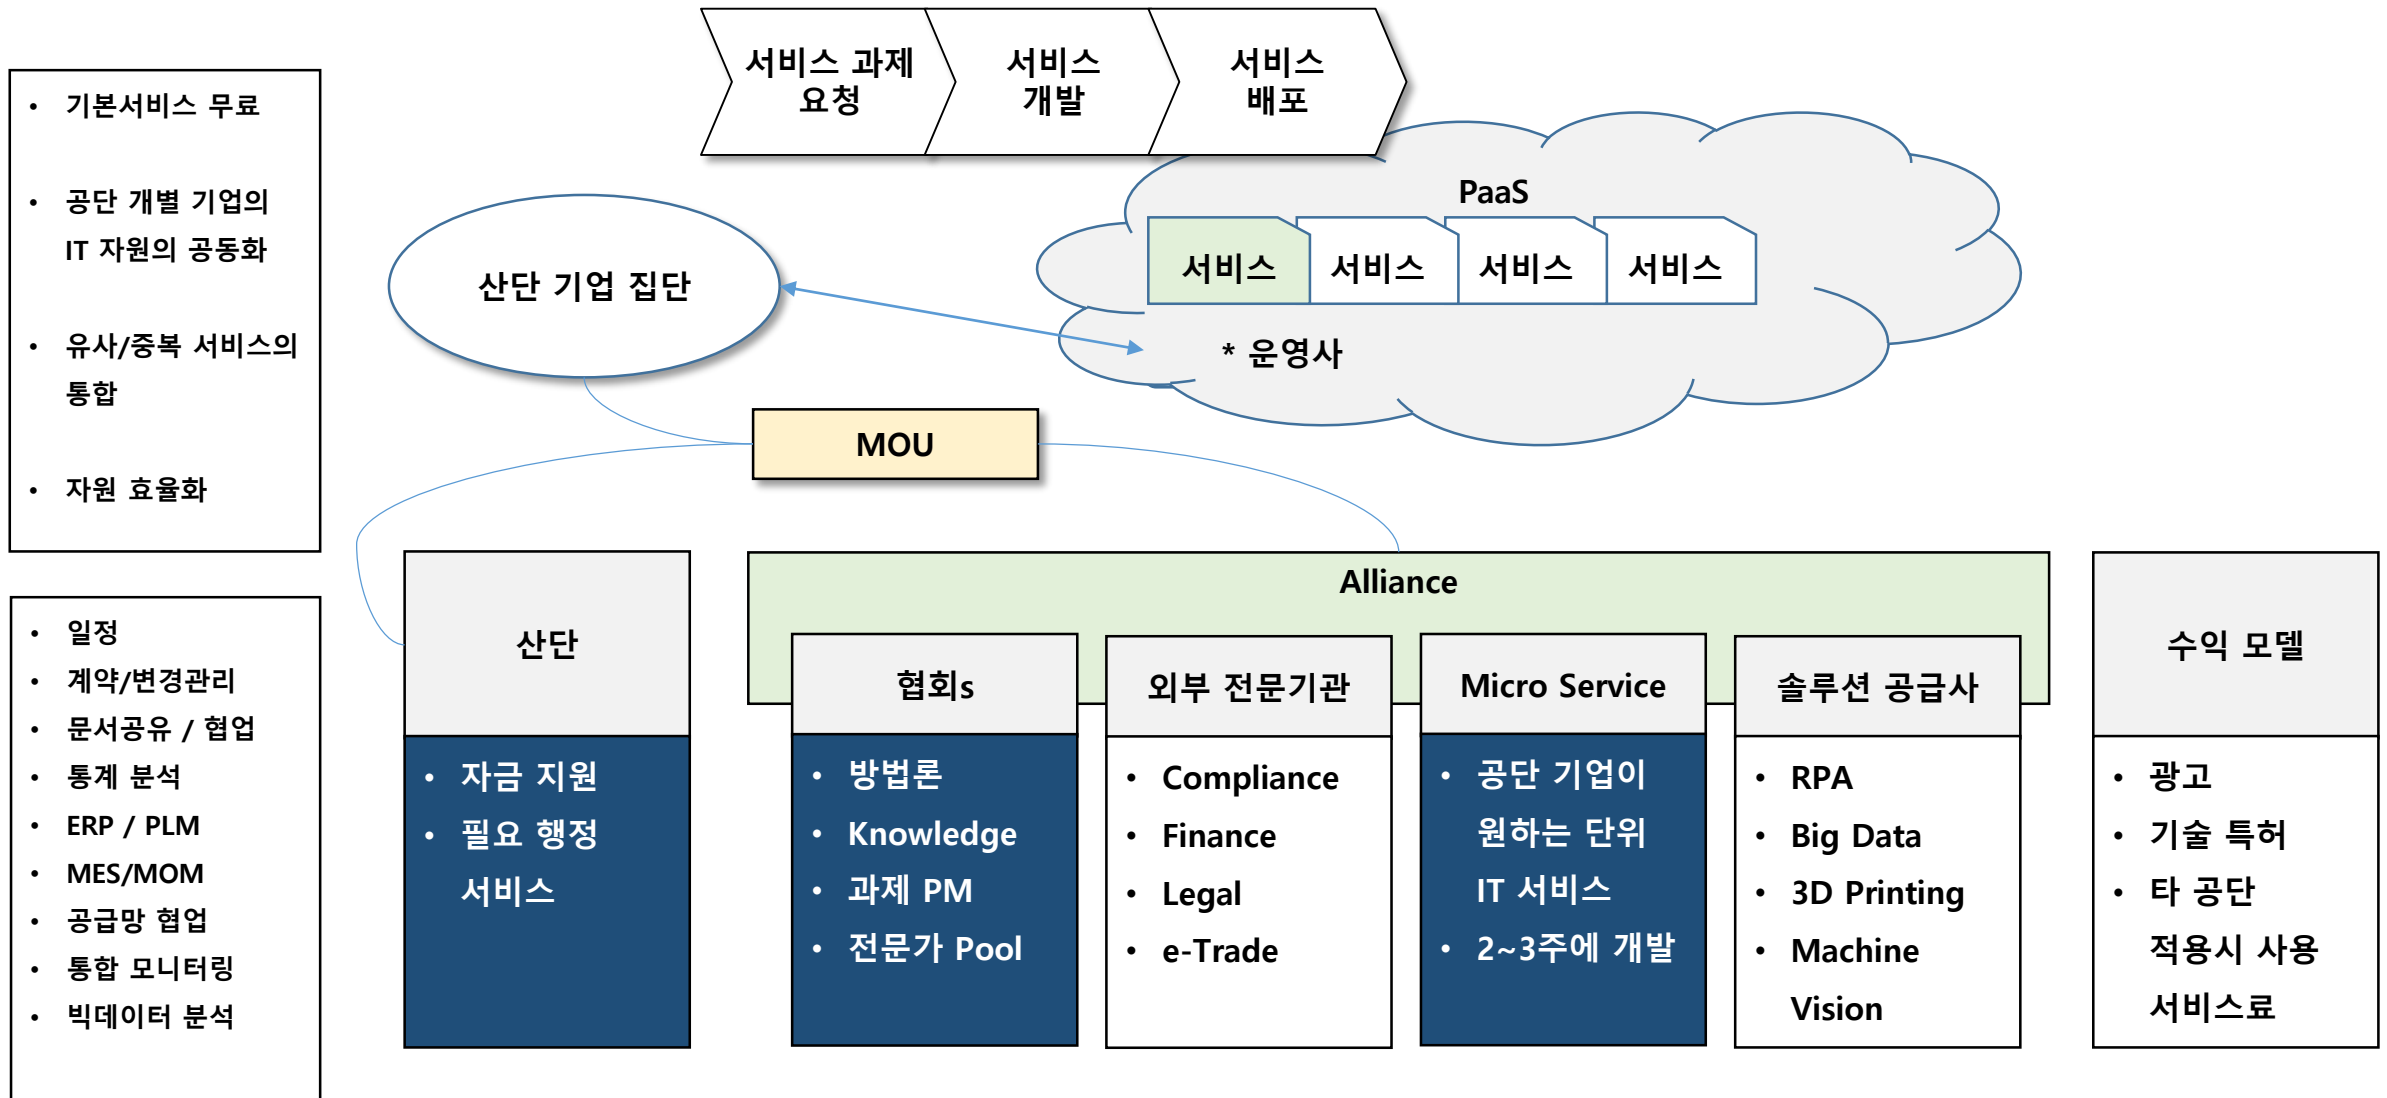 서비스 과제
요청
서비스
개발
서비스
배포
• 기본서비스 무료
• 공단 개별 기업의
IT 자원의 공동화
• 유사/중복 서비스의
통합
• 자원 효율화
산단 기업 집단
PaaS
서비스
서비스
서비스
서비스
* 운영사
MOU
• 일정
• 계약/변경관리
• 문서공유 / 협업
• 통계 분석
• ERP / PLM
• MES/MOM
• 공급망 협업
• 통합 모니터링
• 빅데이터 분석
산단
• 자금 지원
• 필요 행정
서비스
Alliance
협회s
• 방법론
• Knowledge
• 과제 PM
• 전문가 Pool
외부 전문기관
• Compliance
• Finance
• Legal
• e-Trade
Micro Service
• 공단 기업이
원하는 단위
IT 서비스
• 2~3주에 개발
솔루션 공급사
• RPA
• Big Data
• 3D Printing
• Machine
Vision
수익 모델
• 광고
• 기술 특허
• 타 공단
적용시 사용
서비스료